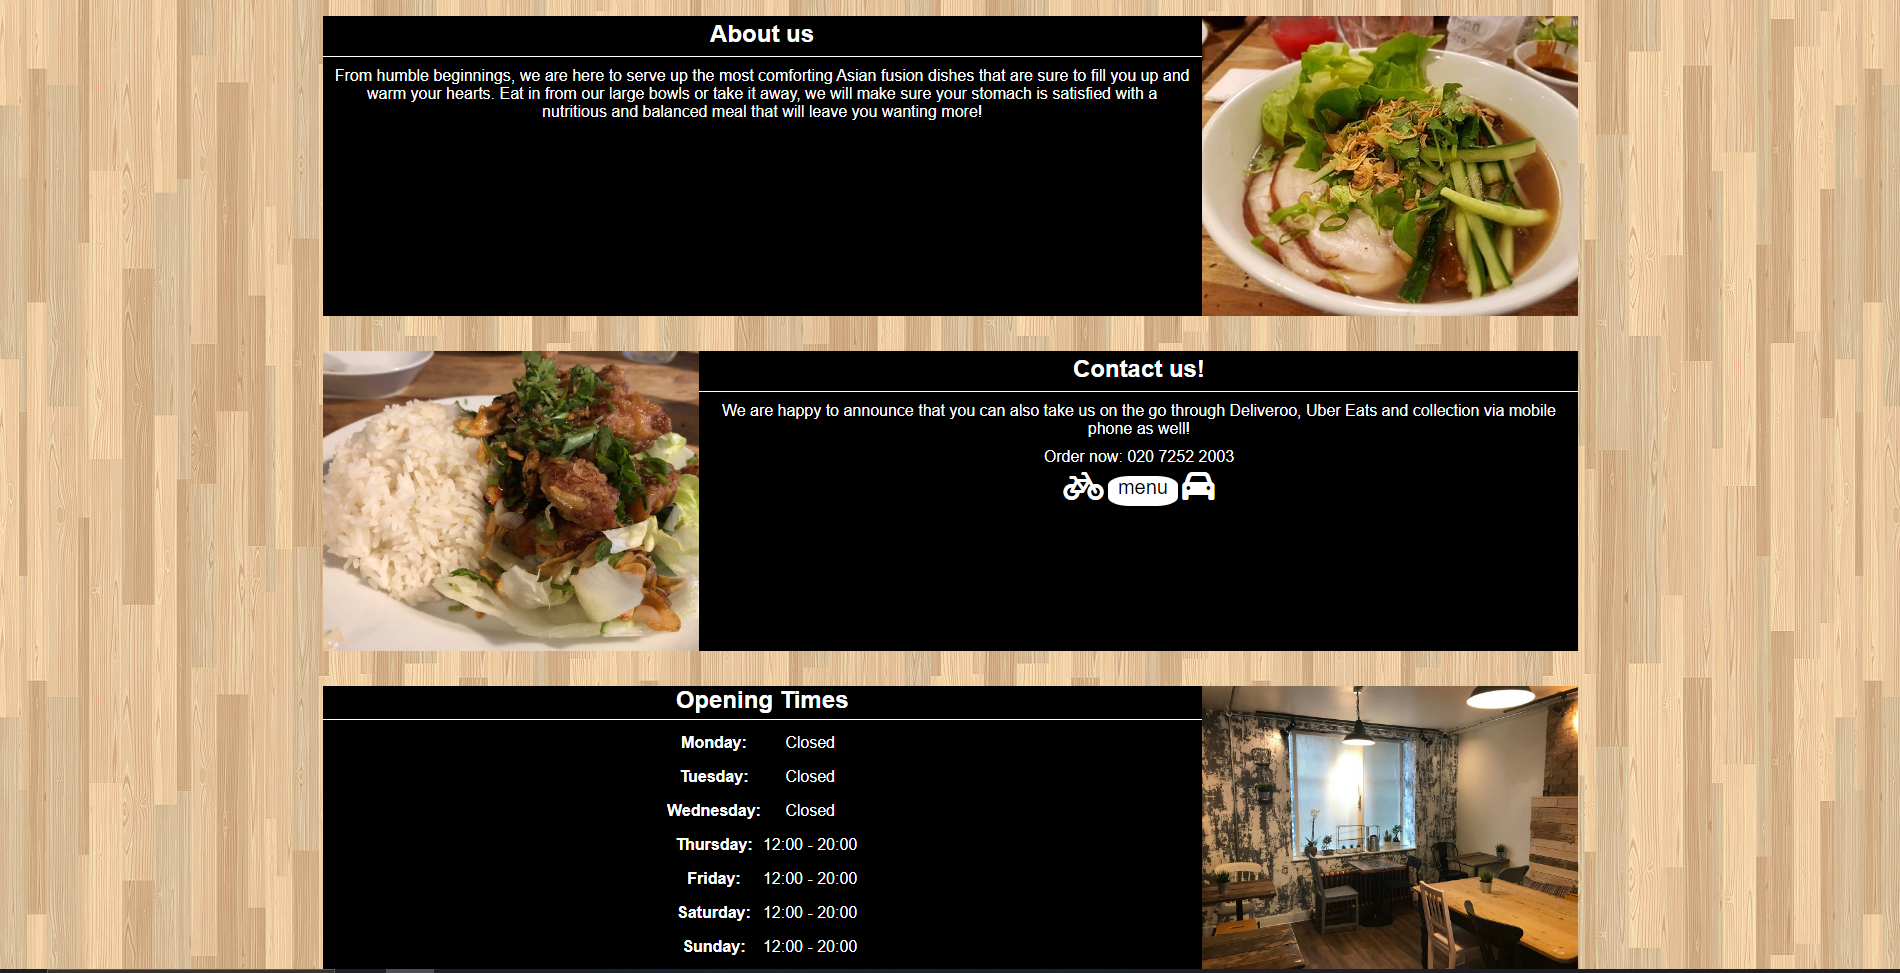 About us
From humble beginnings, we are here to serve up the most comforting Asian fusion dishes that are sure to fill you up and
warm your hearts. Eat in from our large bowls or take it away, we will make sure your stomach is satisfied with a
nutritious and balanced meal that will leave you wanting more!
Contact us!
We are happy to announce that you can also take us on the go through Deliveroo, Uber Eats and collection via mobile
phone as well!
Order now: 020 7252 2003
menu
Opening Times
Monday: Closed
Tuesday: Closed
Wednesday: Closed
Thursday: 12:00 - 20:00
Friday: 12:00 - 20:00
Saturday: 12:00 - 20:00
Sunday: 12:00 - 20:00